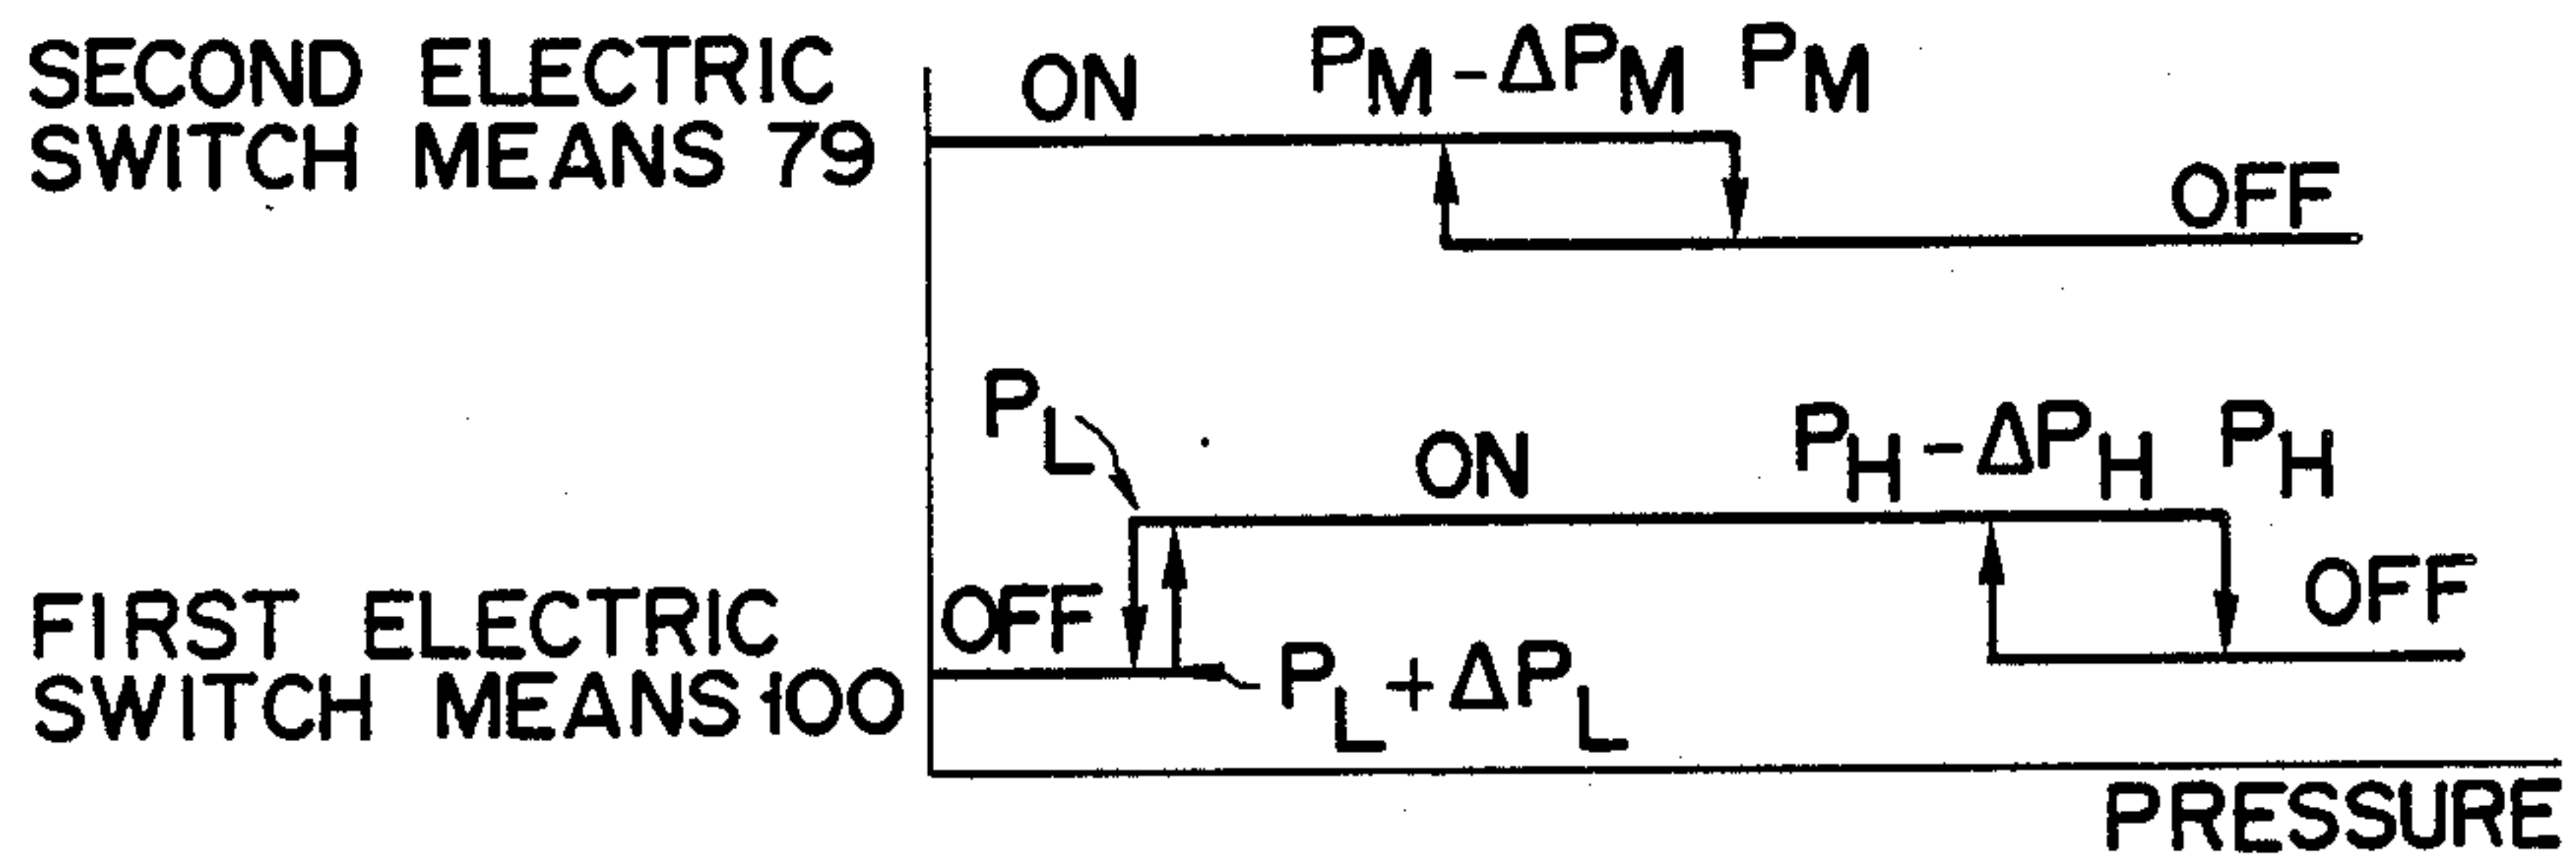 SECOND ELECTRIC
SWITCH MEANS 79
ON
PM-ΔPM PM
OFF
PL
ON
PH-ΔPH PH
OFF
OFF
FIRST ELECTRIC
SWITCH MEANS 100
PL+ΔPL
PRESSURE